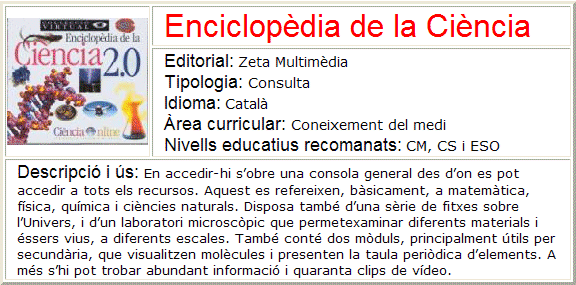 Enciclopèdia de la Ciència
COL·LECCIÓ VIRTUAL
Enciclopèdia de la
Ciència 2.0
Ciència nline
Editorial: Zeta Multimèdia
Tipologia: Consulta
Idioma: Català
Àrea curricular: Coneixement del medi
Nivells educatius recomanats: CM, CS i ESO
Descripció i ús: En accedir-hi s’obre una consola general des d’on es pot
accedir a tots els recursos. Aquest es refereixen, bàsicament, a matemàtica,
física, química i ciències naturals. Disposa també d’una sèrie de fitxes sobre
l’Univers, i d’un laboratori microscòpic que permetexaminar diferents materials i
éssers vius, a diferents escales. També conté dos mòduls, principalment útils per
secundària, que visualitzen molècules i presenten la taula periòdica d’elements. A
més s’hi pot trobar abundant informació i quaranta clips de vídeo.